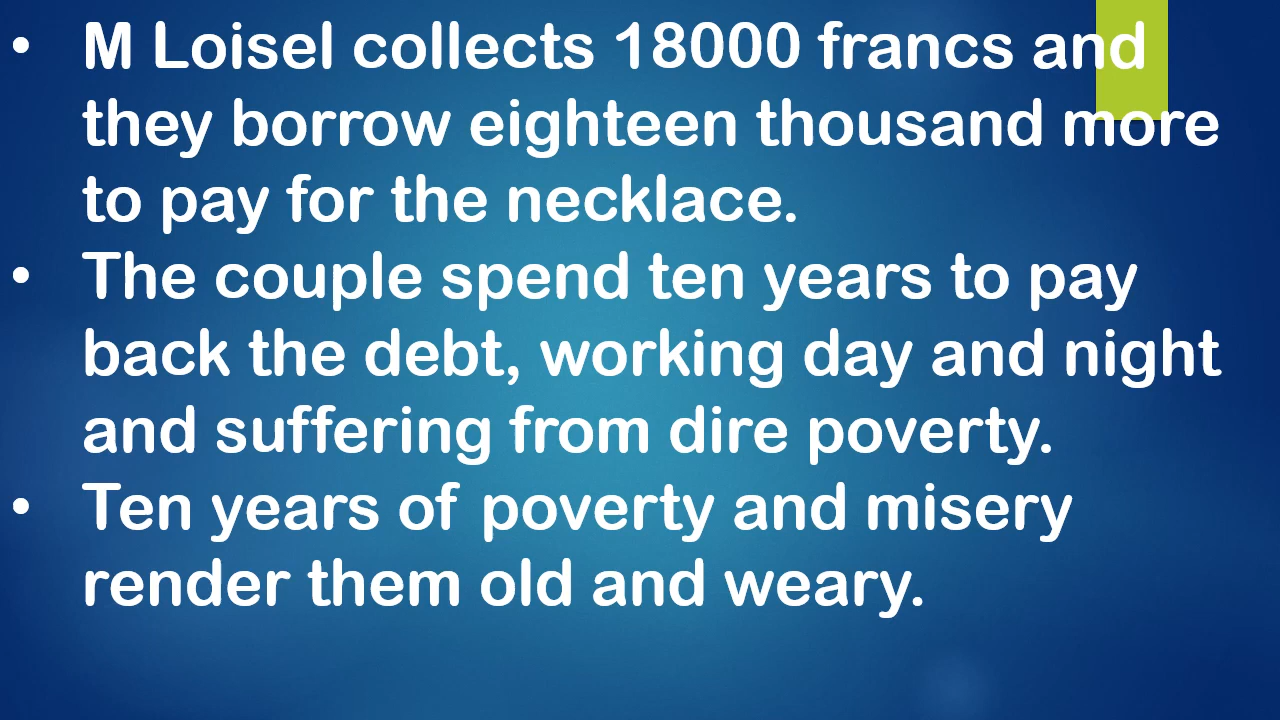 • M Loisel collects 18000 francs and
they borrow eighteen thousand more
to pay for the necklace.
• The couple spend ten years to pay
back the debt, working day and night
and suffering from dire poverty.
• Ten years of poverty and misery
render them old and weary.